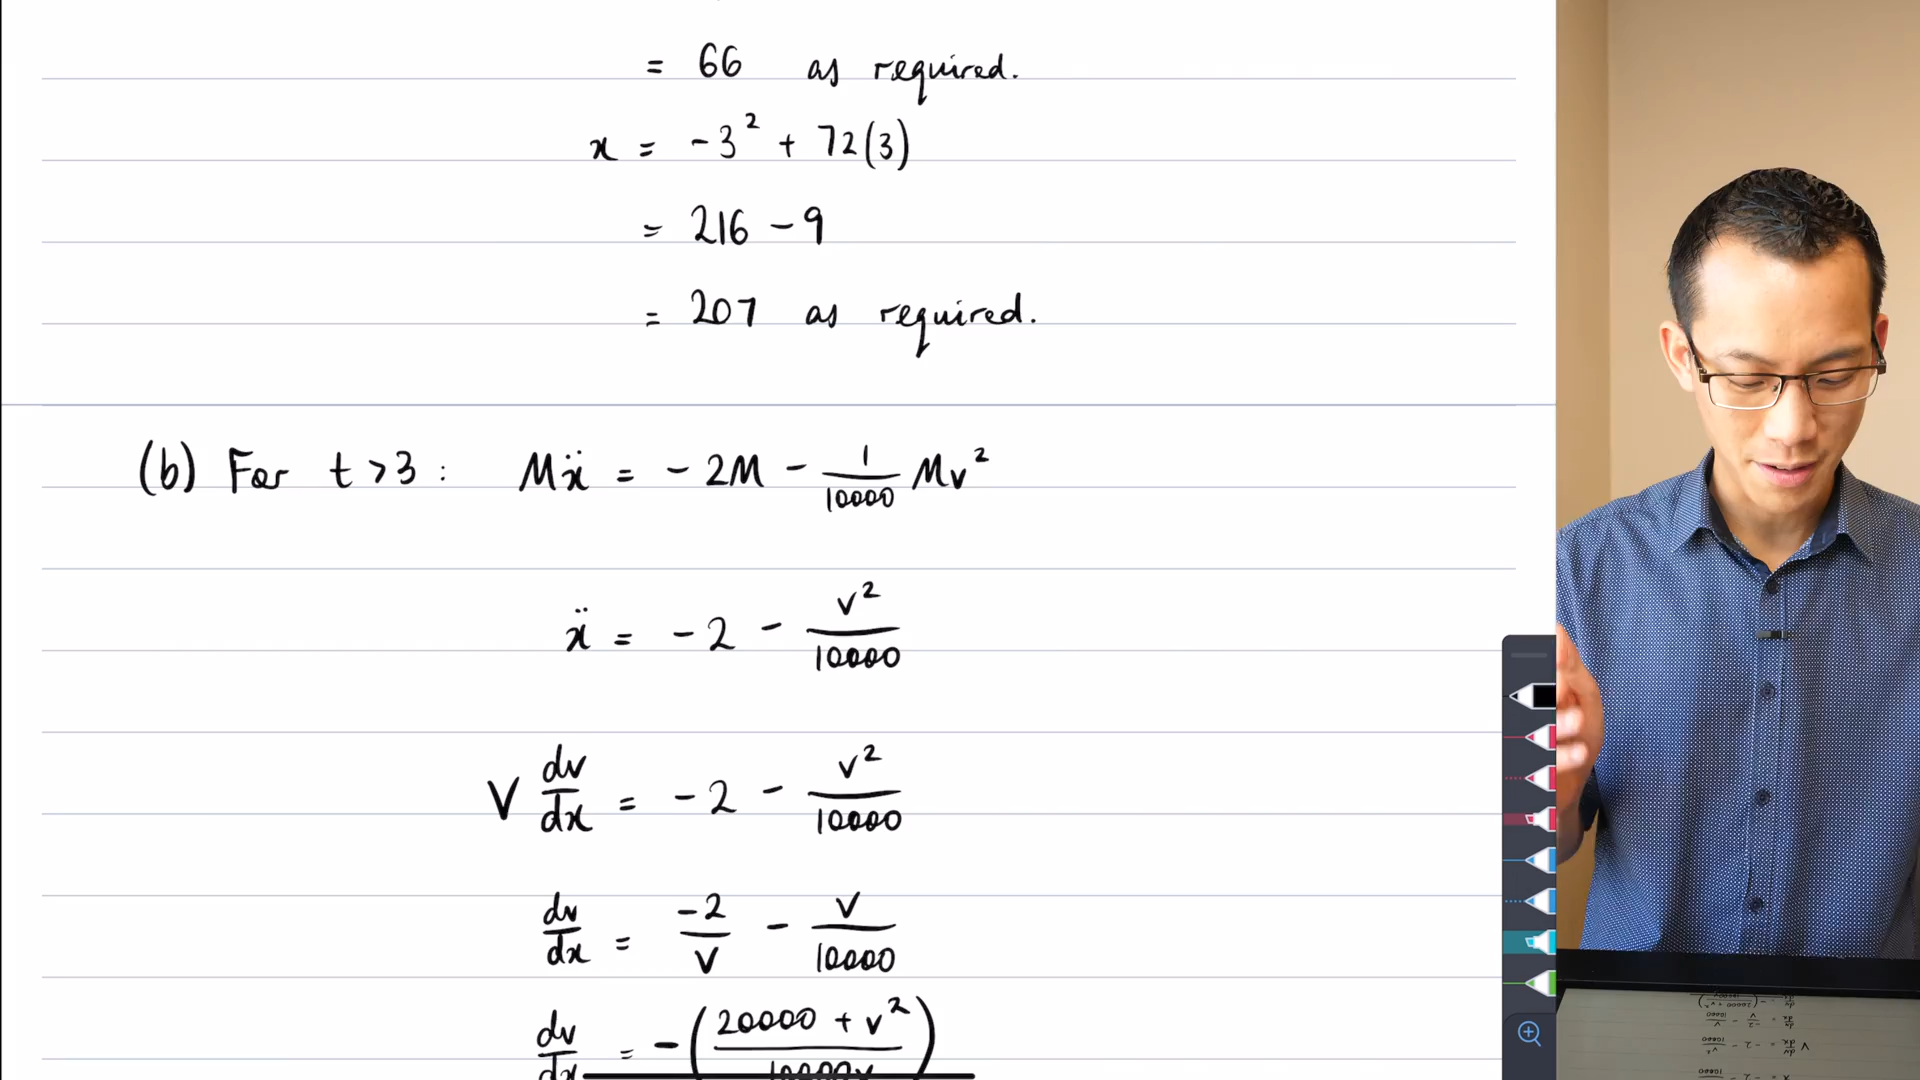 = 66 as required.
x = -3² + 72(3)
= 216 - 9
= 207 as required.
(b) For t > 3 : Mẍ = -2M - 1/10000 Mv²
ẍ = -2 - v²/10000
V dv/dx = -2 - v²/10000
dv/dx = -2/v - v/10000
dv/dx = -(20000 + v²/10000v)